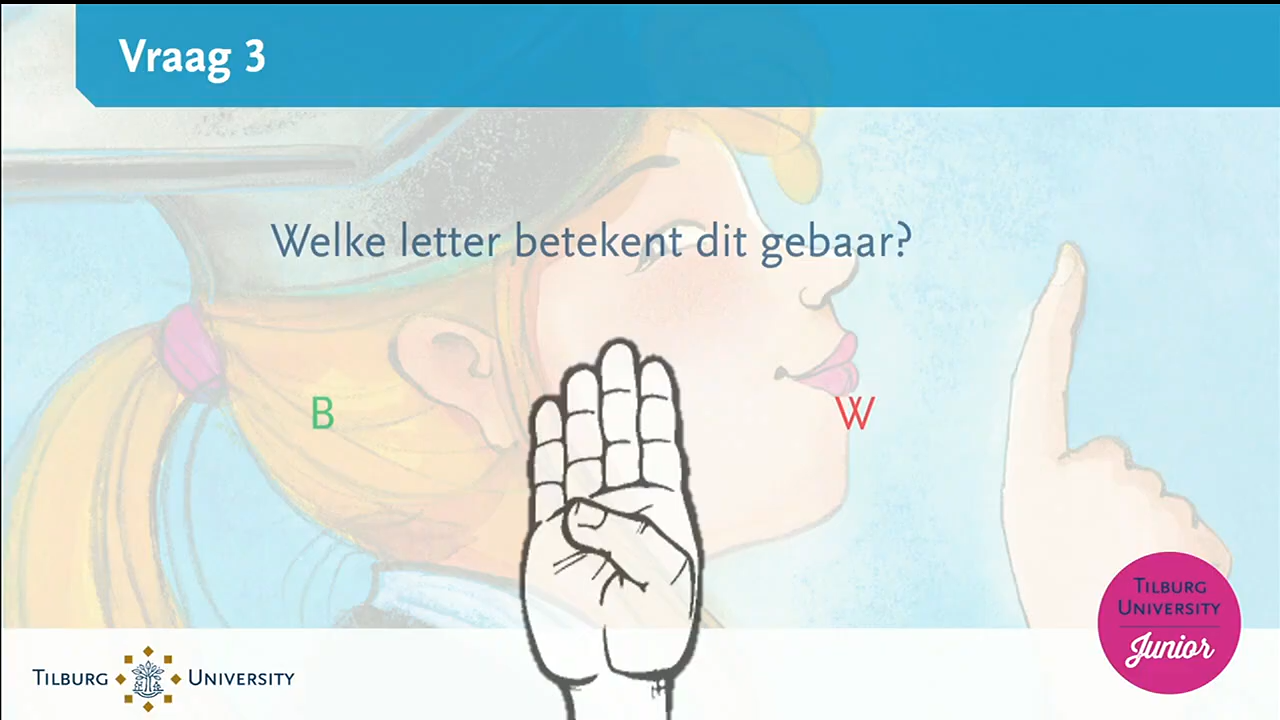 Vraag 3
Welke letter betekent dit gebaar?
B
W
TILBURG UNIVERSITY
TILBURG
UNIVERSITY
Junior